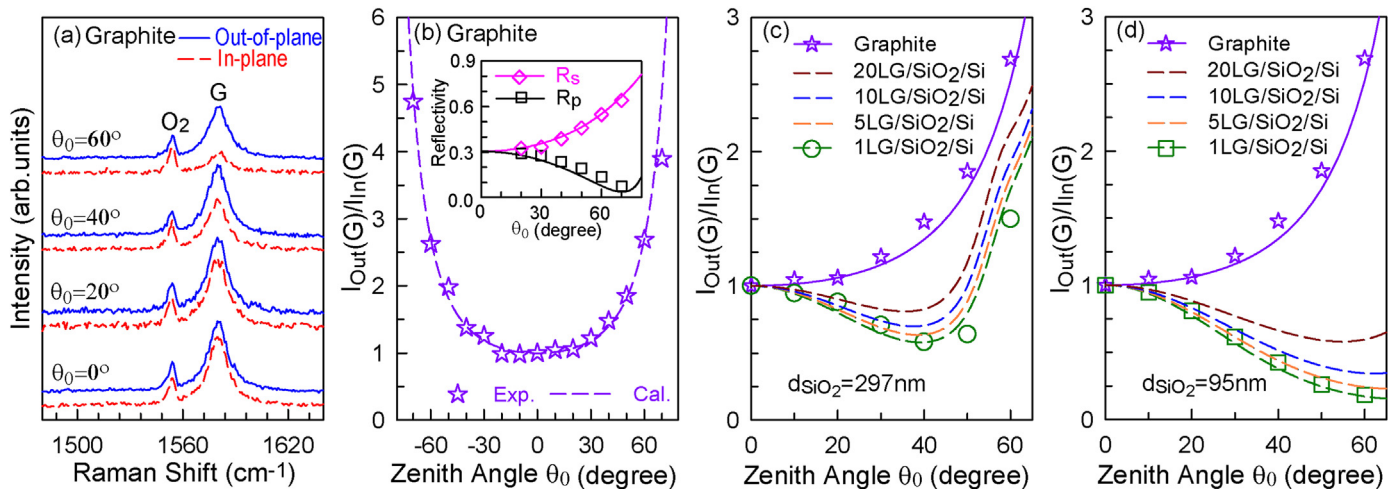 (a) Graphite
Out-of-plane
In-plane
G
O2
θ0=60°
θ0=40°
θ0=20°
θ0=0°
Intensity (arb.units)
1500 1560 1620
Raman Shift (cm-1)
6
5
4
3
2
1
0
IOut(G)/IIn(G)
(b) Graphite
0.9
0.6
0.3
0.0
Reflectivity
Rs
Rp
0 30 60
θ0 (degree)
Exp. Cal.
-60 -30 0 30 60
Zenith Angle θ0 (degree)
3
2
1
0
IOut(G)/IIn(G)
(c)
Graphite
20LG/SiO2/Si
10LG/SiO2/Si
5LG/SiO2/Si
1LG/SiO2/Si
dSiO2=297nm
0 20 40 60
Zenith Angle θ0 (degree)
3
2
1
0
IOut(G)/IIn(G)
(d)
Graphite
20LG/SiO2/Si
10LG/SiO2/Si
5LG/SiO2/Si
1LG/SiO2/Si
dSiO2=95nm
0 20 40 60
Zenith Angle θ0 (degree)